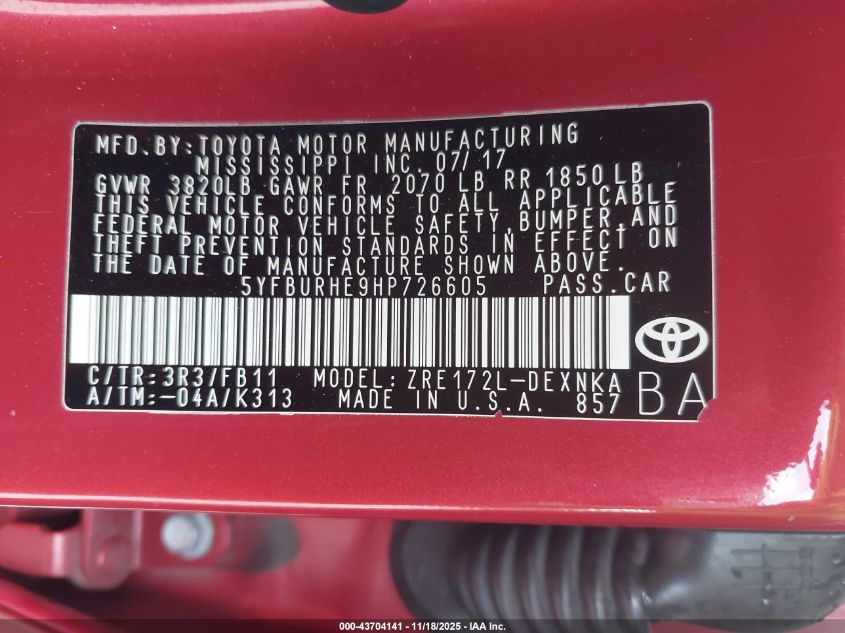 MFD.BY:TOYOTA MOTOR MANUFACTURING
MISSISSIPPI INC. 07/17
GVWR 3820LB GAWR FR 2070 LB RR 1850 LB
THIS VEHICLE CONFORMS TO ALL APPLICABLE
FEDERAL MOTOR VEHICLE SAFETY,BUMPER,AND
THEFT PREVENTION STANDARDS IN EFFECT ON
THE DATE OF MANUFACTURE SHOWN ABOVE.
5YFBURHE9HP726605 PASS.CAR
C/TR:3R3/FB11 MODEL:ZRE172L-DEXNKA
A/TM:-04A/K313 MADE IN U.S.A. 857
BA
000-43704141 - 11/18/2025 - IAA Inc.